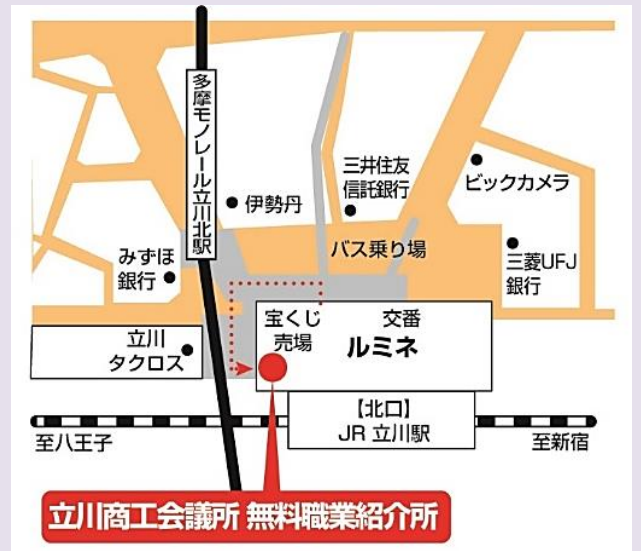 多摩モノレール立川北駅
伊勢丹
三井住友
信託銀行
ビックカメラ
みずほ
銀行
バス乗り場
三菱UFJ
銀行
立川
タクロス
宝くじ
売場
交番
ルミネ
【北口】
JR 立川駅
至八王子
至新宿
立川商工会議所 無料職業紹介所